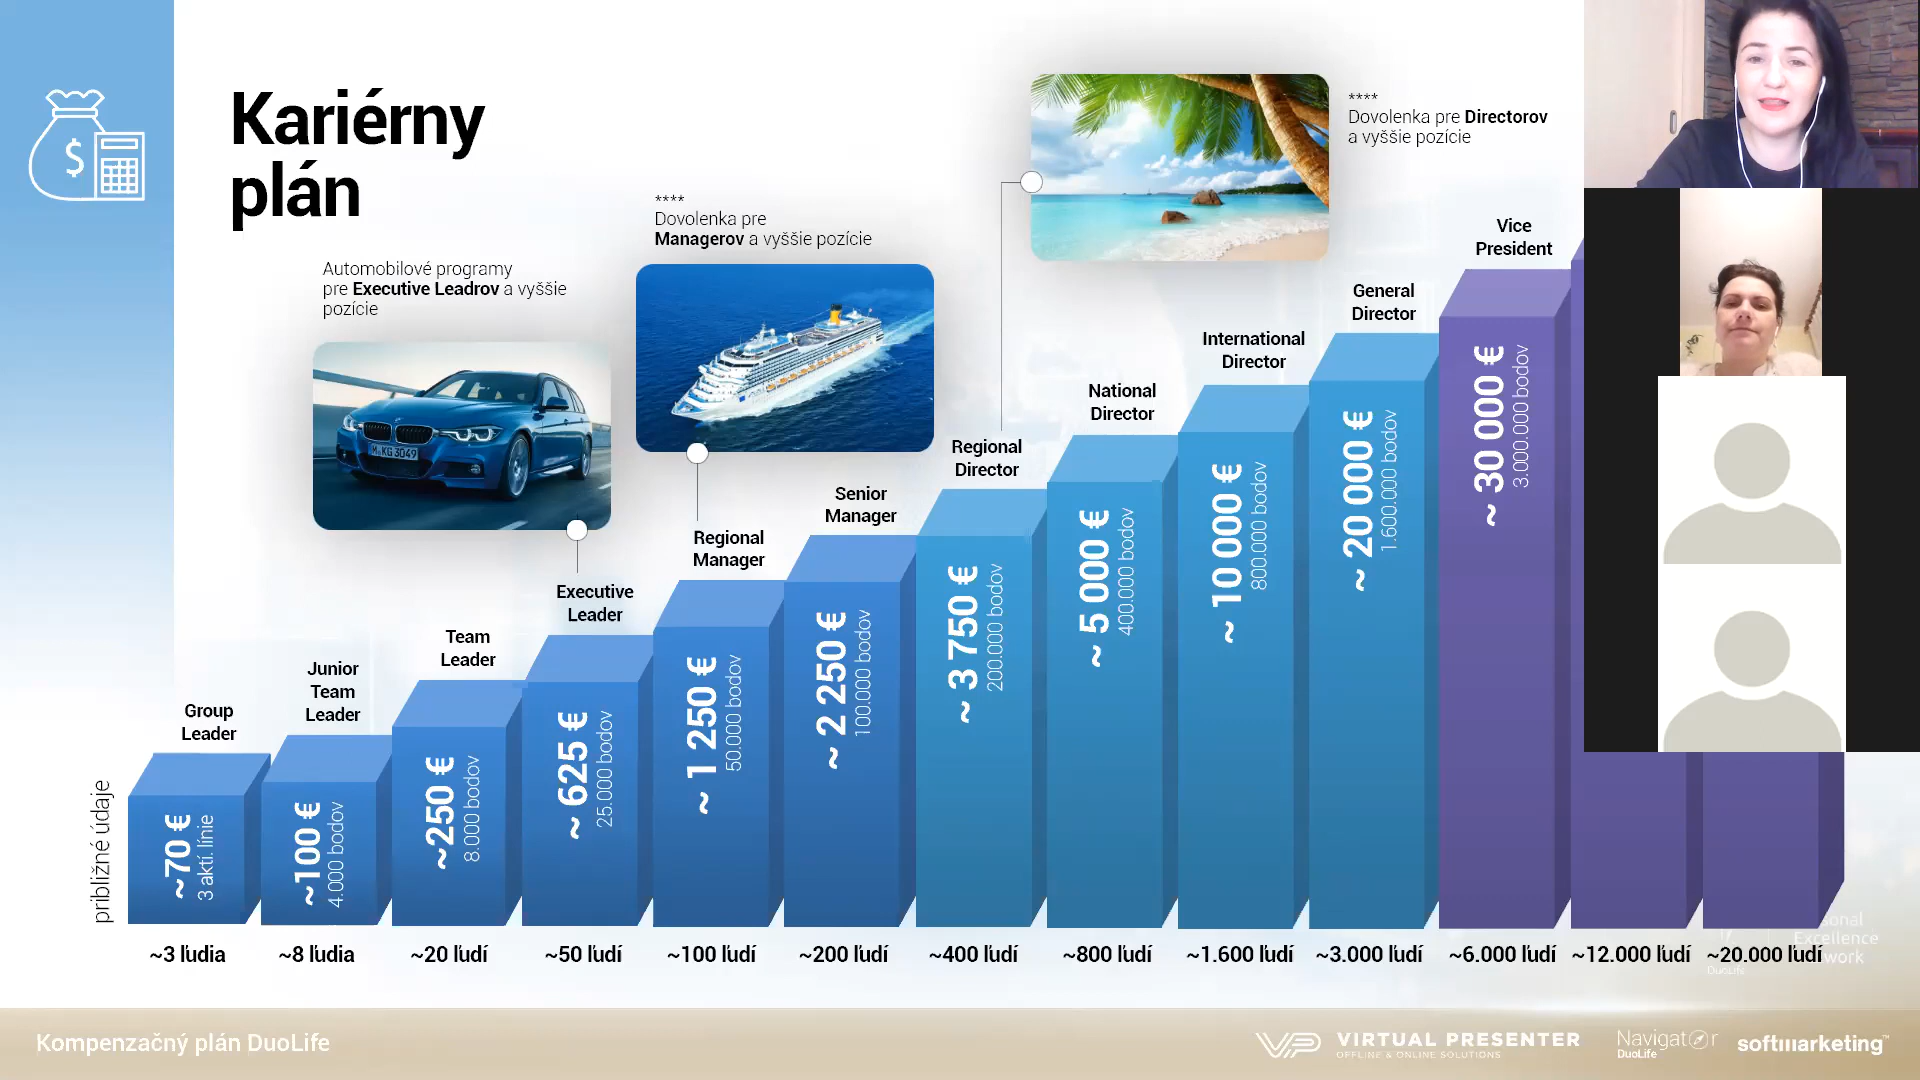 Kariérny
plán
****
Dovolenka pre Directorov
a vyššie pozície
****
Dovolenka pre
Managerov a vyššie pozície
Automobilové programy
pre Executive Leadrov a vyššie
pozície
M KG 3049
Group
Leader
Junior
Team
Leader
Team
Leader
Executive
Leader
Regional
Manager
Senior
Manager
Regional
Director
National
Director
International
Director
General
Director
Vice
President
približné údaje
~70 €
3 aktí. línie
~100 €
4.000 bodov
~250 €
8.000 bodov
~ 625 €
25.000 bodov
~ 1 250 €
50.000 bodov
~ 2 250 €
100.000 bodov
~ 3 750 €
200.000 bodov
~ 5 000 €
400.000 bodov
~ 10 000 €
800.000 bodov
~ 20 000 €
1.600.000 bodov
~ 30 000 €
3.000.000 bodov
~3 ľudia
~8 ľudia
~20 ľudí
~50 ľudí
~100 ľudí
~200 ľudí
~400 ľudí
~800 ľudí
~1.600 ľudí
~3.000 ľudí
~6.000 ľudí
~12.000 ľudí
~20.000 ľudí
Excellence
DuoLife
Kompenzačný plán DuoLife
VP VIRTUAL PRESENTER
OFFLINE & ONLINE SOLUTIONS
Navigator
DuoLife
softmarketing™